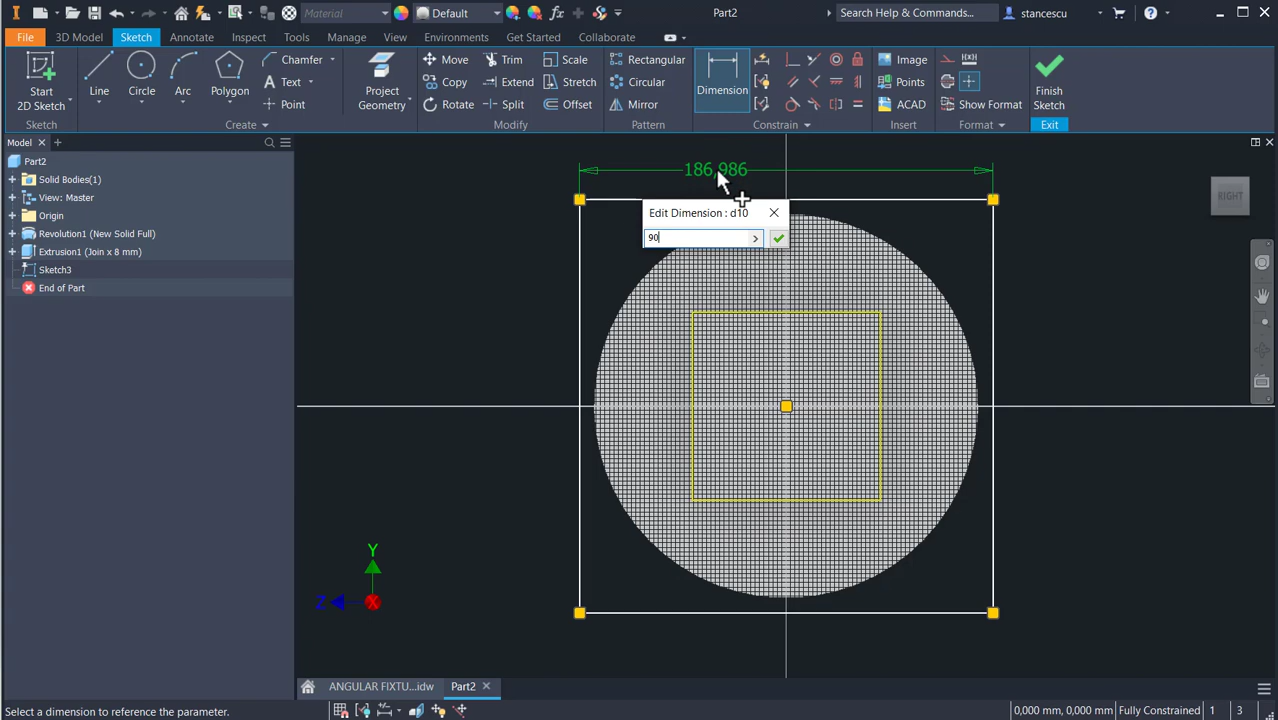 Material
Default
Part2
Search Help & Commands...
stancescu
File
3D Model
Sketch
Annotate
Inspect
Tools
Manage
View
Environments
Get Started
Collaborate
Start
2D Sketch
Line
Circle
Arc
Polygon
Chamfer
Text
Point
Project
Geometry
Move
Copy
Rotate
Trim
Extend
Split
Scale
Stretch
Offset
Rectangular
Circular
Mirror
Dimension
Image
Points
ACAD
Show Format
Finish
Sketch
Sketch
Create
Modify
Pattern
Constrain
Insert
Format
Exit
Model
Part2
Solid Bodies(1)
View: Master
Origin
Revolution1 (New Solid Full)
Extrusion1 (Join x 8 mm)
Sketch3
End of Part
186,986
Edit Dimension : d10
90
RIGHT
Y
Z
X
ANGULAR FIXTU...idw
Part2
Select a dimension to reference the parameter.
0,000 mm, 0,000 mm
Fully Constrained
1
3